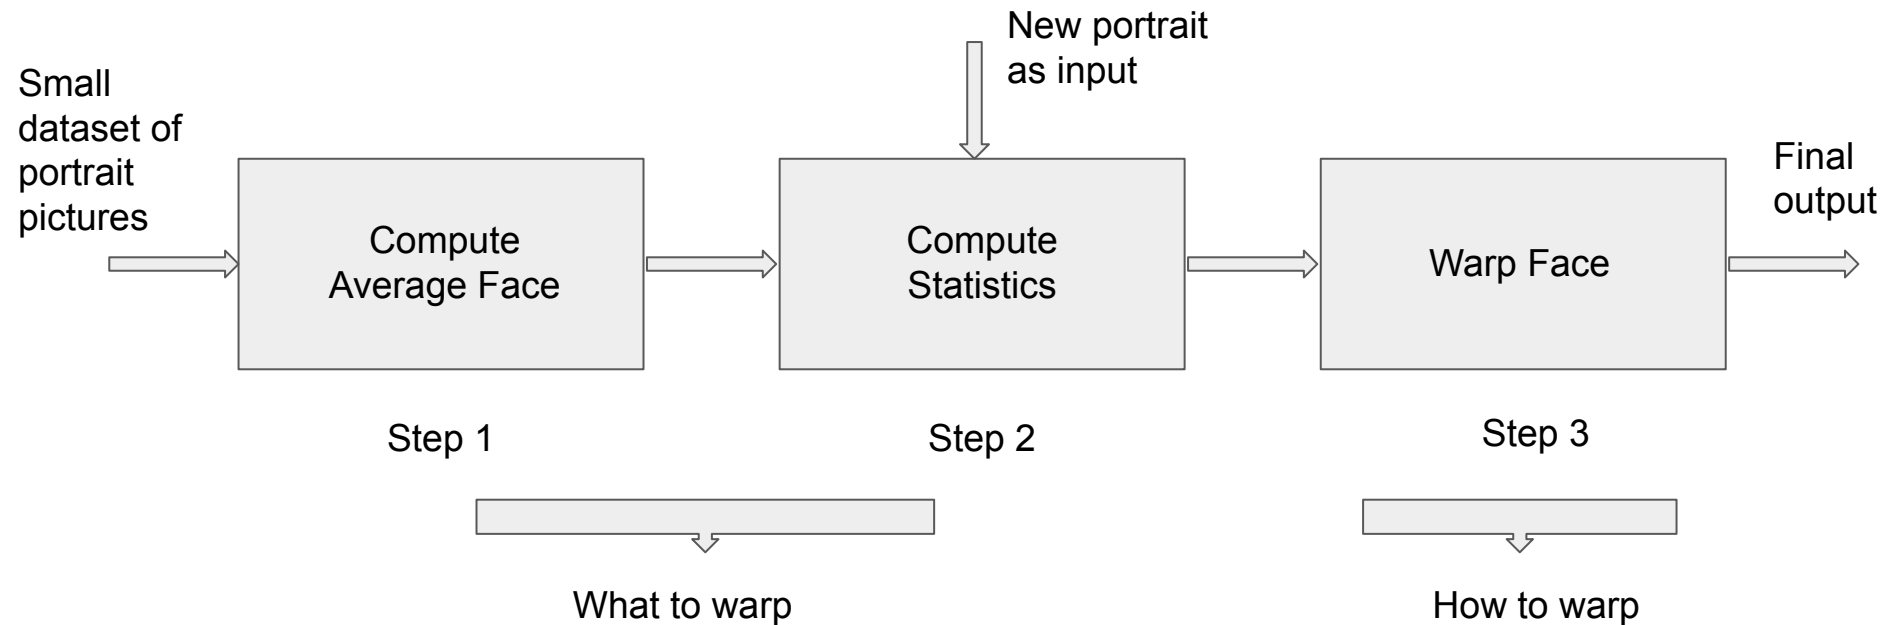 Small
dataset of
portrait
pictures
New portrait
as input
Compute
Average Face
Compute
Statistics
Warp Face
Final
output
Step 1
Step 2
Step 3
What to warp
How to warp